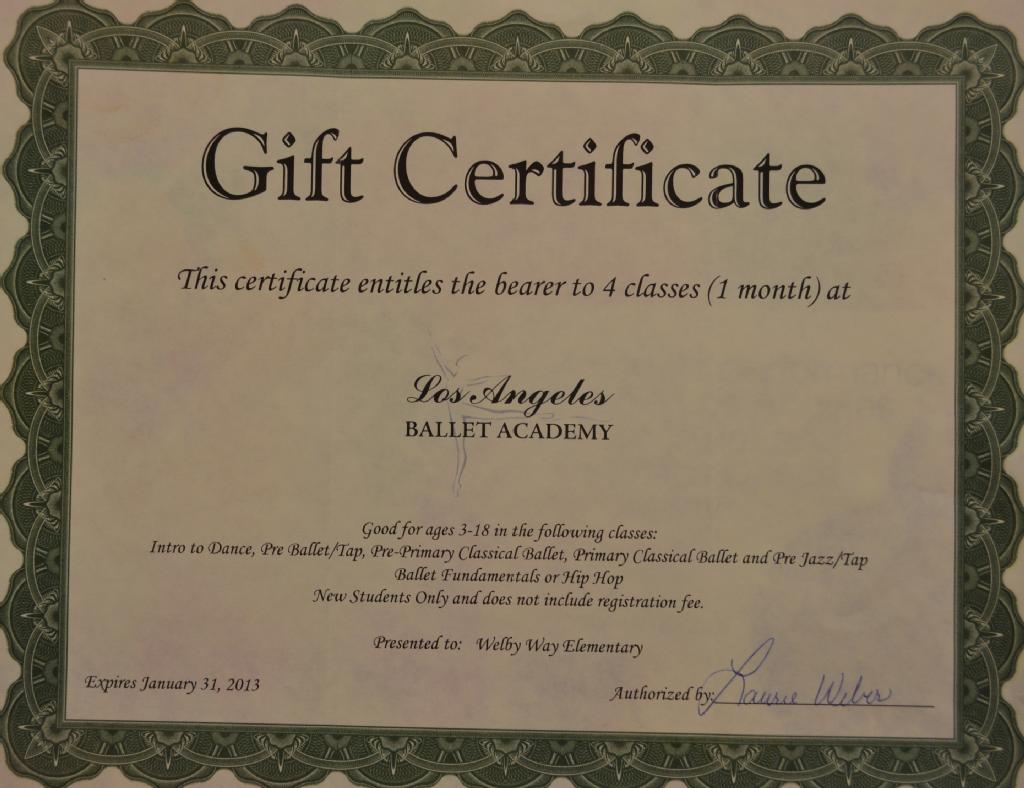 Gift Certificate
This certificate entitles the bearer to 4 classes (1 month) at
Los Angeles
BALLET ACADEMY
Good for ages 3-18 in the following classes:
Intro to Dance, Pre Ballet/Tap, Pre-Primary Classical Ballet, Primary Classical Ballet and Pre Jazz/Tap
Ballet Fundamentals or Hip Hop
New Students Only and does not include registration fee.
Presented to: Welby Way Elementary
Expires January 31, 2013
Authorized by: Laurie Weber